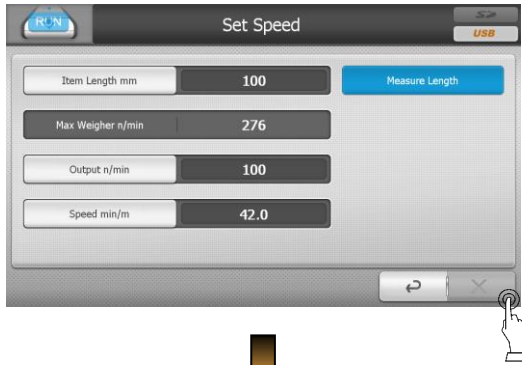 RUN
Set Speed
SD
USB
Item Length mm 100
Measure Length
Max Weigher n/min 276
Output n/min 100
Speed min/m 42.0